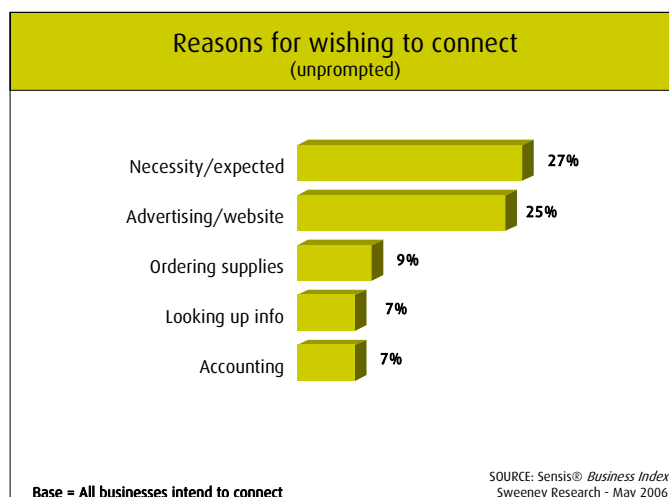 Reasons for wishing to connect
(unprompted)
Necessity/expected 27%
Advertising/website 25%
Ordering supplies 9%
Looking up info 7%
Accounting 7%
SOURCE: Sensis® Business Index
Base = All businesses intend to connect Sweeney Research - May 2006